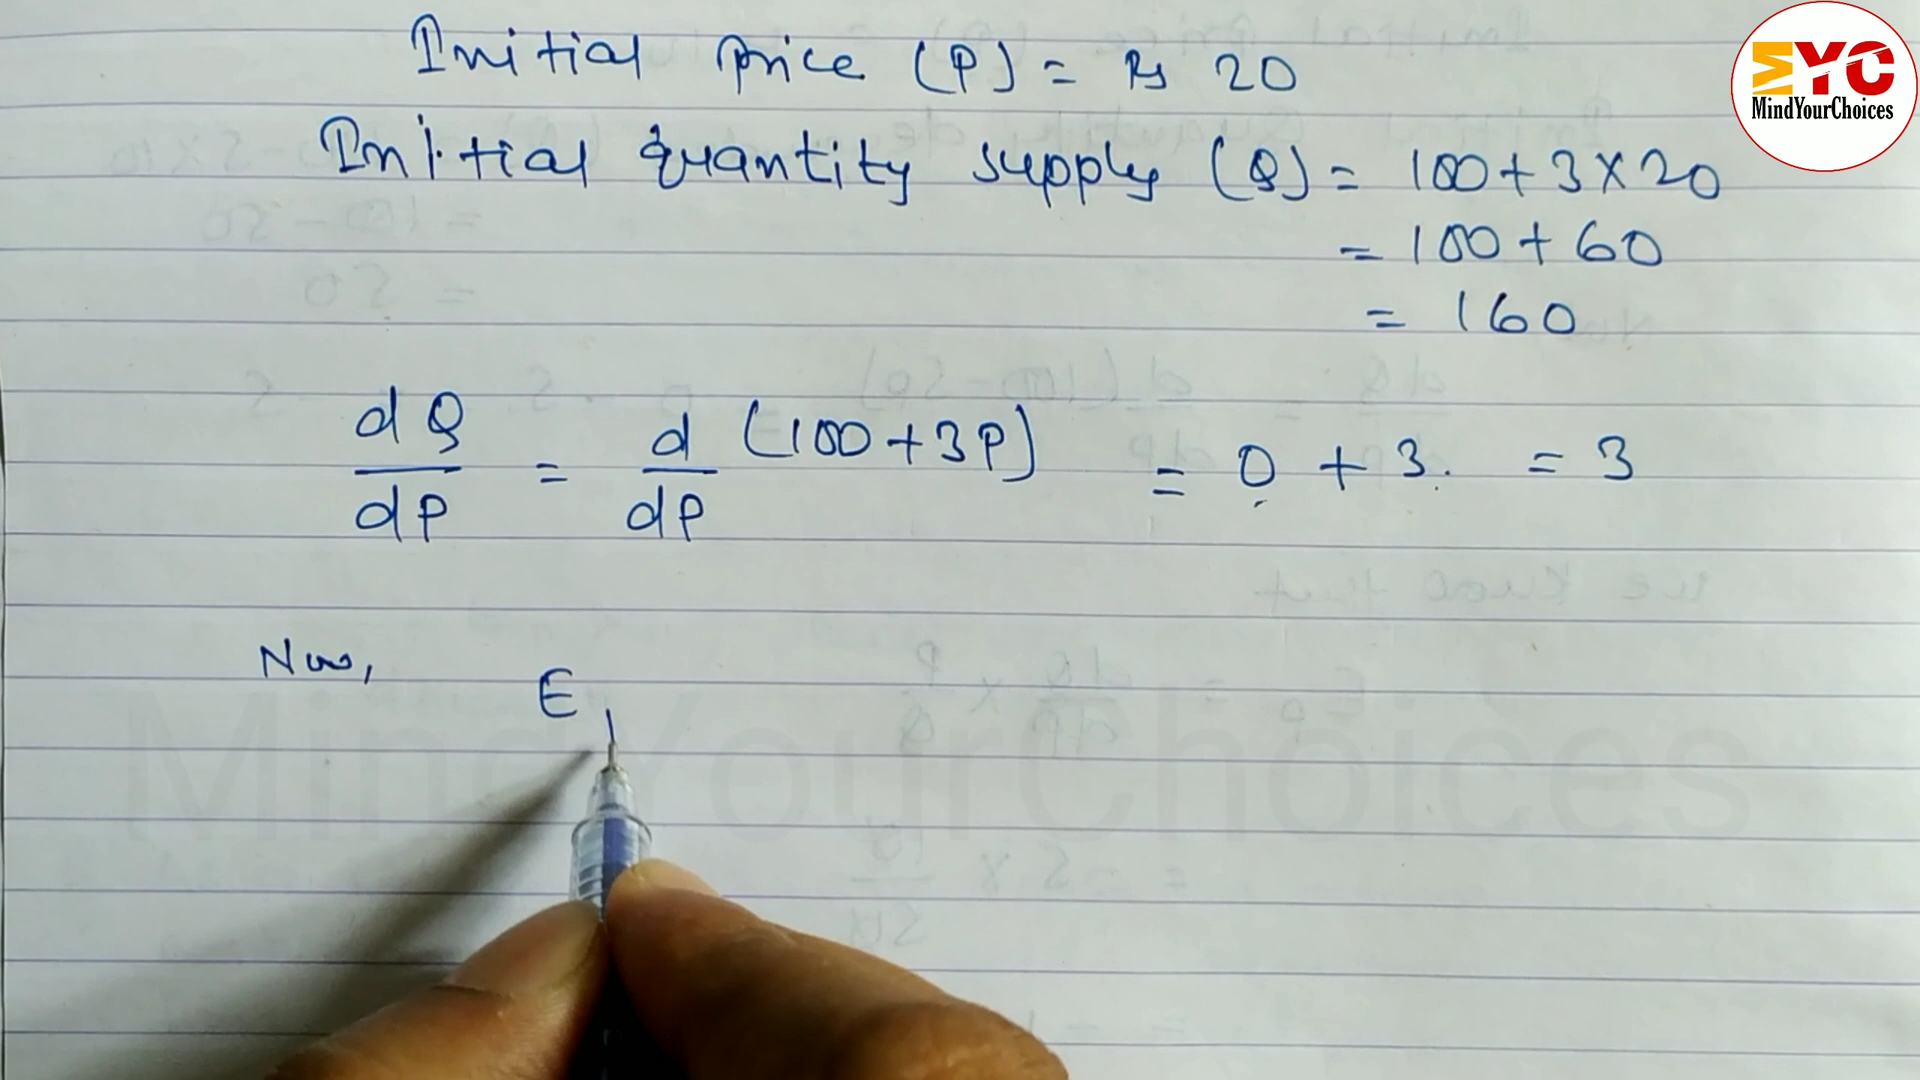 Initial price (P) = Rs 20
MYC
MindYourChoices
Initial quantity supply (Q) = 100 + 3 × 20
= 100 + 60
= 160
dQ/dP = d/dP (100 + 3P) = 0 + 3. = 3
Now, E
MindYourChoices